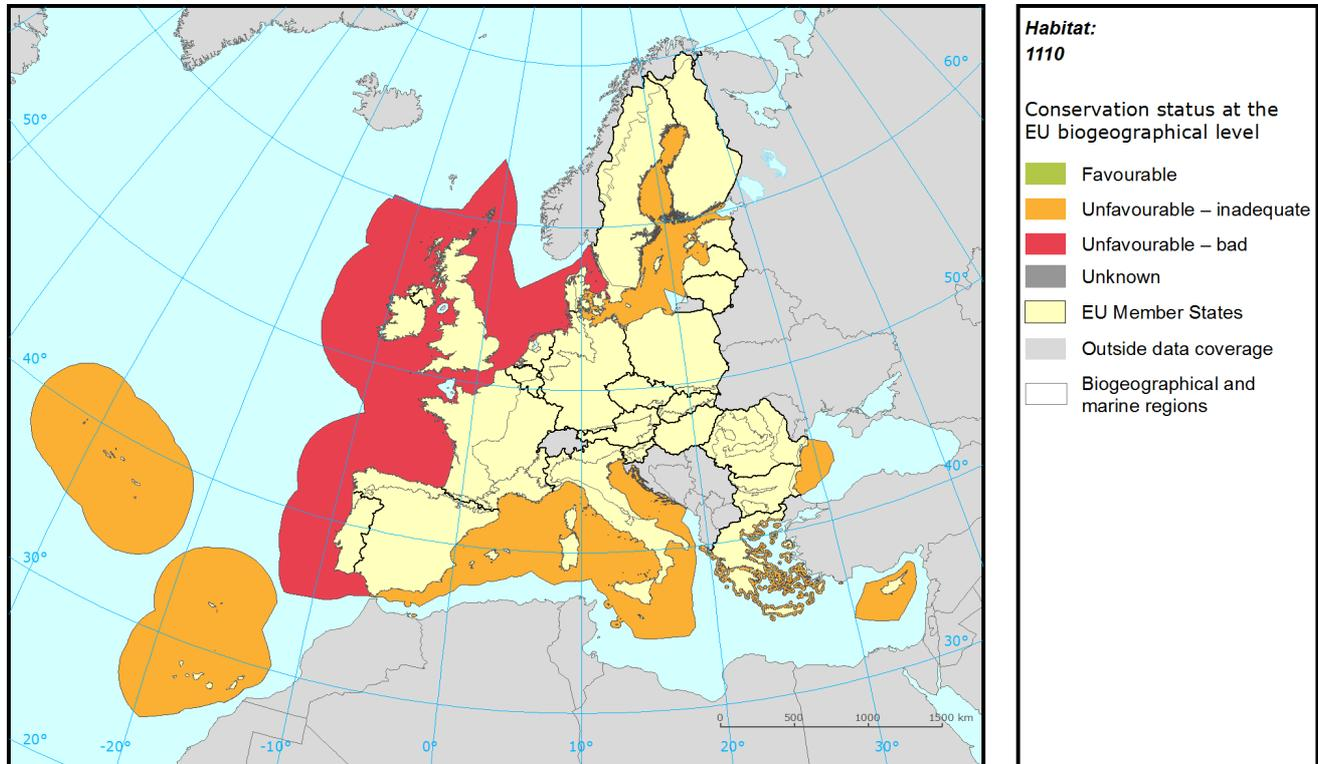 60°
50°
50°
40°
40°
30°
30°
0 500 1000 1500 km
20° -20° -10° 0° 10° 20° 30°
Habitat:
1110
Conservation status at the
EU biogeographical level
Favourable
Unfavourable – inadequate
Unfavourable – bad
Unknown
EU Member States
Outside data coverage
Biogeographical and
marine regions